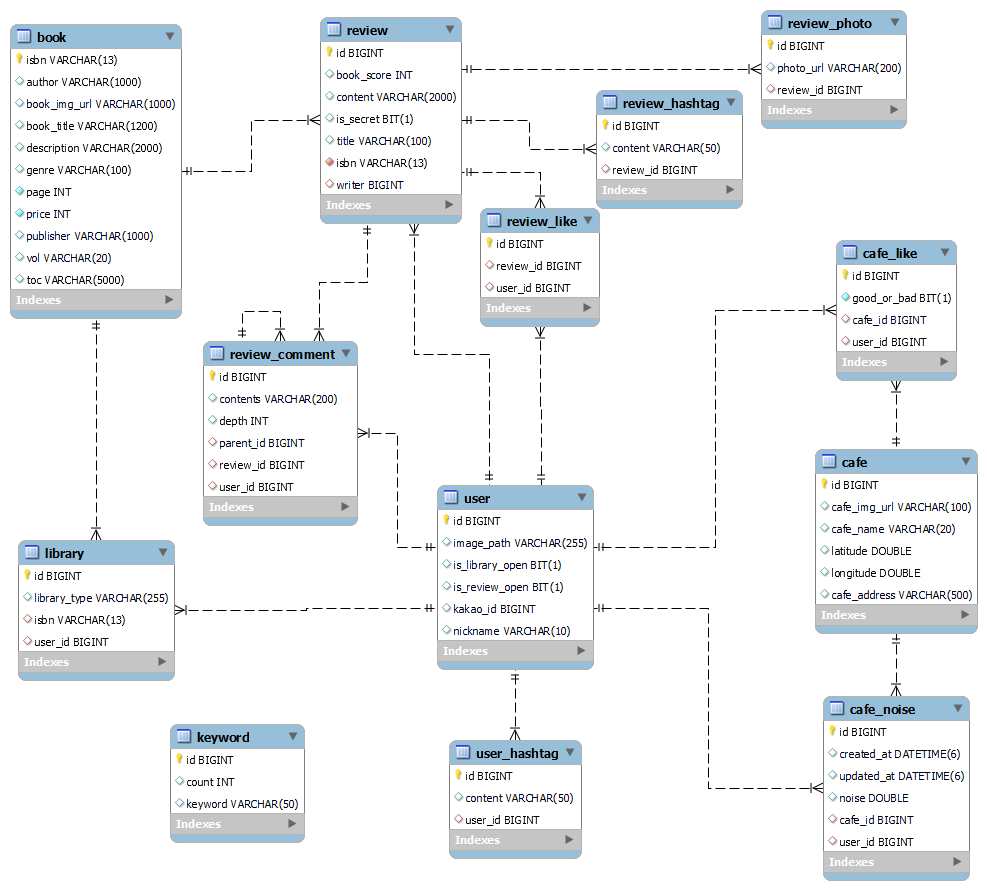 book
isbn VARCHAR(13)
author VARCHAR(1000)
book_img_url VARCHAR(1000)
book_title VARCHAR(1200)
description VARCHAR(2000)
genre VARCHAR(100)
page INT
price INT
publisher VARCHAR(1000)
vol VARCHAR(20)
toc VARCHAR(5000)
Indexes
review
id BIGINT
book_score INT
content VARCHAR(2000)
is_secret BIT(1)
title VARCHAR(100)
isbn VARCHAR(13)
writer BIGINT
Indexes
review_photo
id BIGINT
photo_url VARCHAR(200)
review_id BIGINT
Indexes
review_hashtag
id BIGINT
content VARCHAR(50)
review_id BIGINT
Indexes
review_like
id BIGINT
review_id BIGINT
user_id BIGINT
Indexes
cafe_like
id BIGINT
good_or_bad BIT(1)
cafe_id BIGINT
user_id BIGINT
Indexes
review_comment
id BIGINT
contents VARCHAR(200)
depth INT
parent_id BIGINT
review_id BIGINT
user_id BIGINT
Indexes
cafe
id BIGINT
cafe_img_url VARCHAR(100)
cafe_name VARCHAR(20)
latitude DOUBLE
longitude DOUBLE
cafe_address VARCHAR(500)
Indexes
user
id BIGINT
image_path VARCHAR(255)
is_library_open BIT(1)
is_review_open BIT(1)
kakao_id BIGINT
nickname VARCHAR(10)
Indexes
library
id BIGINT
library_type VARCHAR(255)
isbn VARCHAR(13)
user_id BIGINT
Indexes
keyword
id BIGINT
count INT
keyword VARCHAR(50)
Indexes
user_hashtag
id BIGINT
content VARCHAR(50)
user_id BIGINT
Indexes
cafe_noise
id BIGINT
created_at DATETIME(6)
updated_at DATETIME(6)
noise DOUBLE
cafe_id BIGINT
user_id BIGINT
Indexes